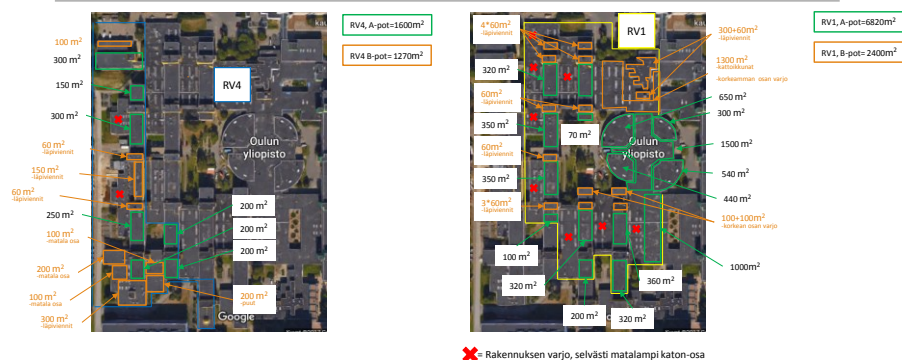 RV4, A-pot=1600m²
RV4 B-pot= 1270m²
100 m²
-läpiviennit
300 m²
150 m²
300 m²
60 m²
-läpiviennit
150 m²
-läpiviennit
60 m²
-läpiviennit
250 m²
100 m²
-matala osa
200 m²
-matala osa
100 m²
-matala osa
300 m²
-läpiviennit
RV4
Oulun
yliopisto
200 m²
200 m²
200 m²
200 m²
-puut
Google
RV1, A-pot=6820m²
RV1, B-pot= 2400m²
4*60m²
-läpiviennit
320 m²
60m²
-läpiviennit
350 m²
60m²
-läpiviennit
350 m²
3*60m²
-läpiviennit
100 m²
320 m²
200 m²
320 m²
360 m²
RV1
70 m²
Oulun
yliopisto
300+60m²
-läpiviennit
1300 m²
-kattoikkunat
-korkeamman osan varjo
650 m²
300 m²
1500 m²
540 m²
440 m²
100+100m²
-korkean osan varjo
1000m²
Google
= Rakennuksen varjo, selvästi matalampi katon-osa